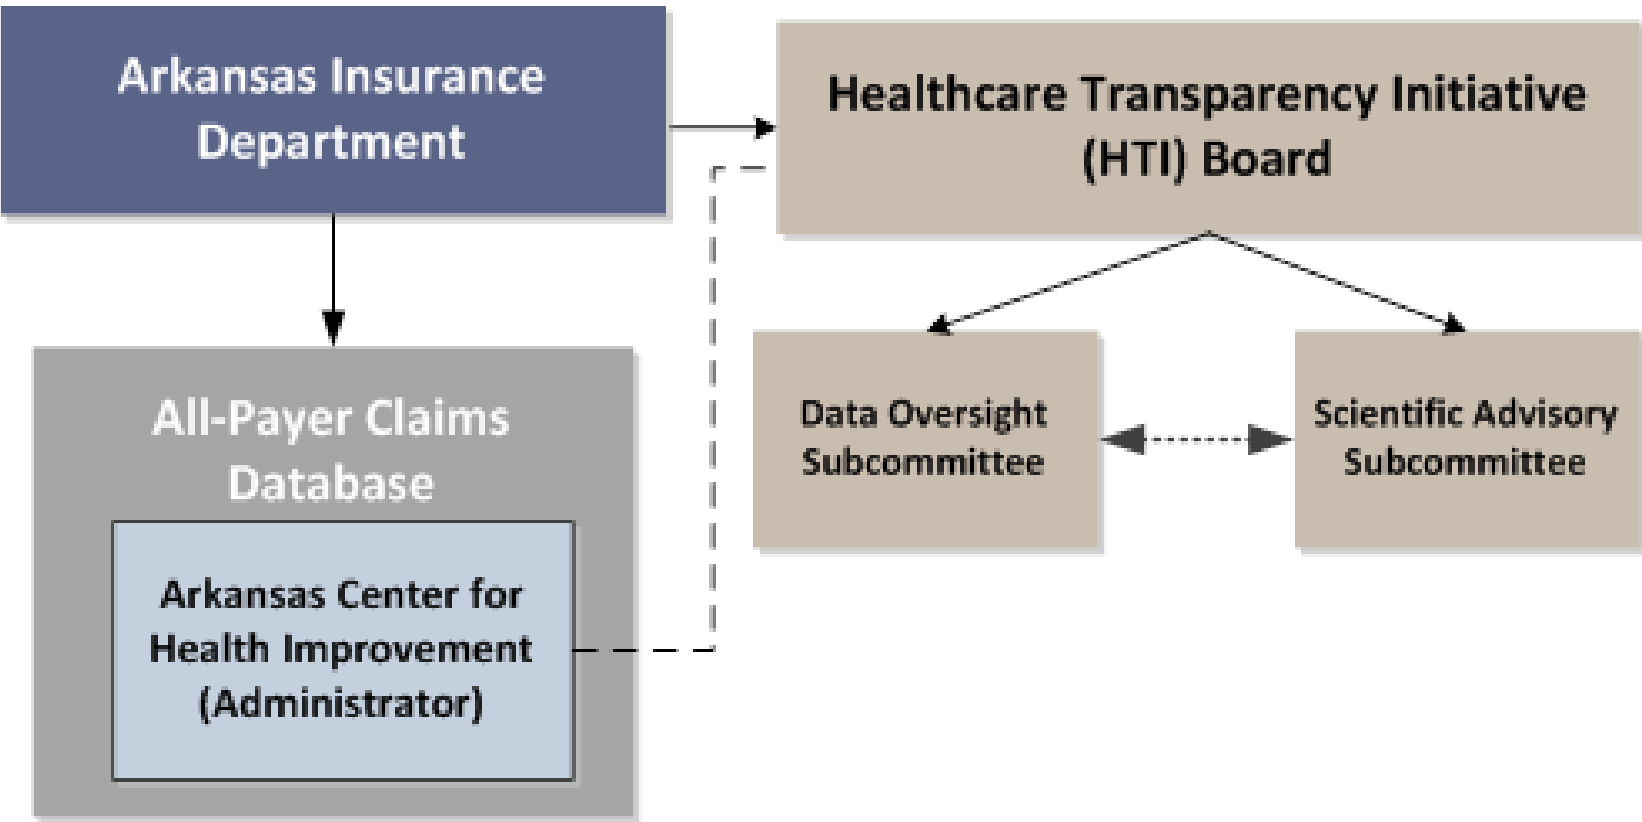 Arkansas Insurance
Department
Healthcare Transparency Initiative
(HTI) Board
All-Payer Claims
Database
Arkansas Center for
Health Improvement
(Administrator)
Data Oversight
Subcommittee
Scientific Advisory
Subcommittee